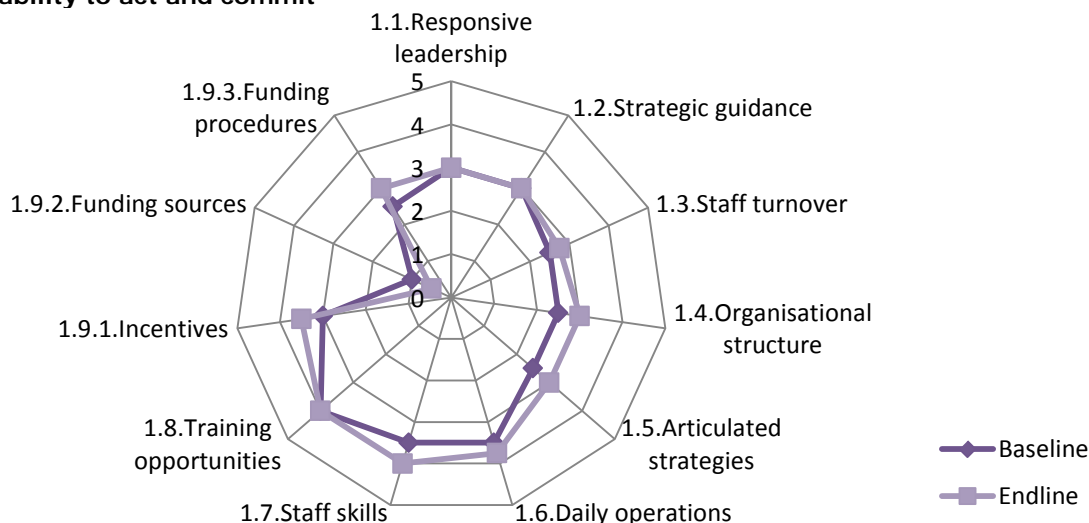 ability to act and commit
1.1.Responsive
leadership
1.2.Strategic guidance
1.3.Staff turnover
1.4.Organisational
structure
1.5.Articulated
strategies
1.6.Daily operations
1.7.Staff skills
1.8.Training
opportunities
1.9.1.Incentives
1.9.2.Funding sources
1.9.3.Funding
procedures
5
4
3
2
1
0
Baseline
Endline